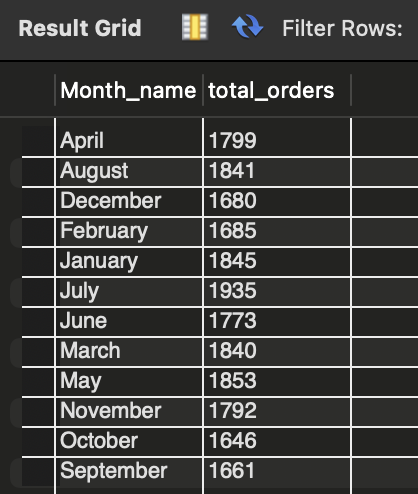 Result Grid Filter Rows:
Month_name total_orders
April 1799
August 1841
December 1680
February 1685
January 1845
July 1935
June 1773
March 1840
May 1853
November 1792
October 1646
September 1661